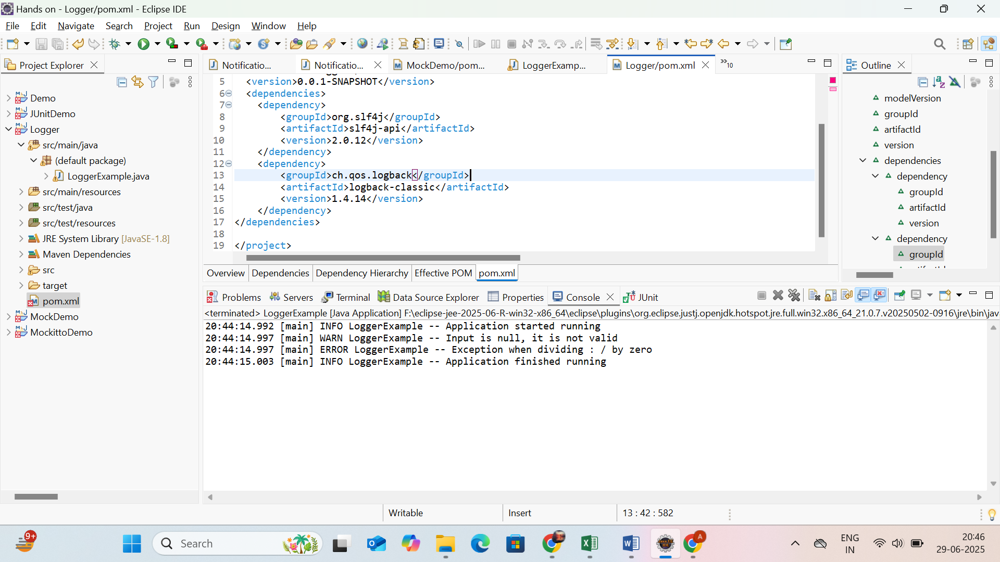 Hands on - Logger/pom.xml - Eclipse IDE
File Edit Navigate Search Project Run Design Window Help
Project Explorer
Demo
JUnitDemo
Logger
src/main/java
(default package)
LoggerExample.java
src/main/resources
src/test/java
src/test/resources
JRE System Library [JavaSE-1.8]
Maven Dependencies
src
target
pom.xml
MockDemo
MockittoDemo
Notificatio... Notificatio... MockDemo/pom... LoggerExamp... Logger/pom.xml »10
5 <version>0.0.1-SNAPSHOT</version>
6 <dependencies>
7 <dependency>
8 <groupId>org.slf4j</groupId>
9 <artifactId>slf4j-api</artifactId>
10 <version>2.0.12</version>
11 </dependency>
12 <dependency>
13 <groupId>ch.qos.logback</groupId>
14 <artifactId>logback-classic</artifactId>
15 <version>1.4.14</version>
16 </dependency>
17 </dependencies>
18
19 </project>
Overview Dependencies Dependency Hierarchy Effective POM pom.xml
Outline
modelVersion
groupId
artifactId
version
dependencies
dependency
groupId
artifactId
version
dependency
groupId
Problems Servers Terminal Data Source Explorer Properties Console JUnit
<terminated> LoggerExample [Java Application] F:\eclipse-jee-2025-06-R-win32-x86_64\eclipse\plugins\org.eclipse.justj.openjdk.hotspot.jre.full.win32.x86_64_21.0.7.v20250502-0916\jre\bin\jav
20:44:14.992 [main] INFO LoggerExample -- Application started running
20:44:14.997 [main] WARN LoggerExample -- Input is null, it is not valid
20:44:14.997 [main] ERROR LoggerExample -- Exception when dividing : / by zero
20:44:15.003 [main] INFO LoggerExample -- Application finished running
Writable Insert 13 : 42 : 582
9+
Search
A
ENG
IN
20:46
29-06-2025